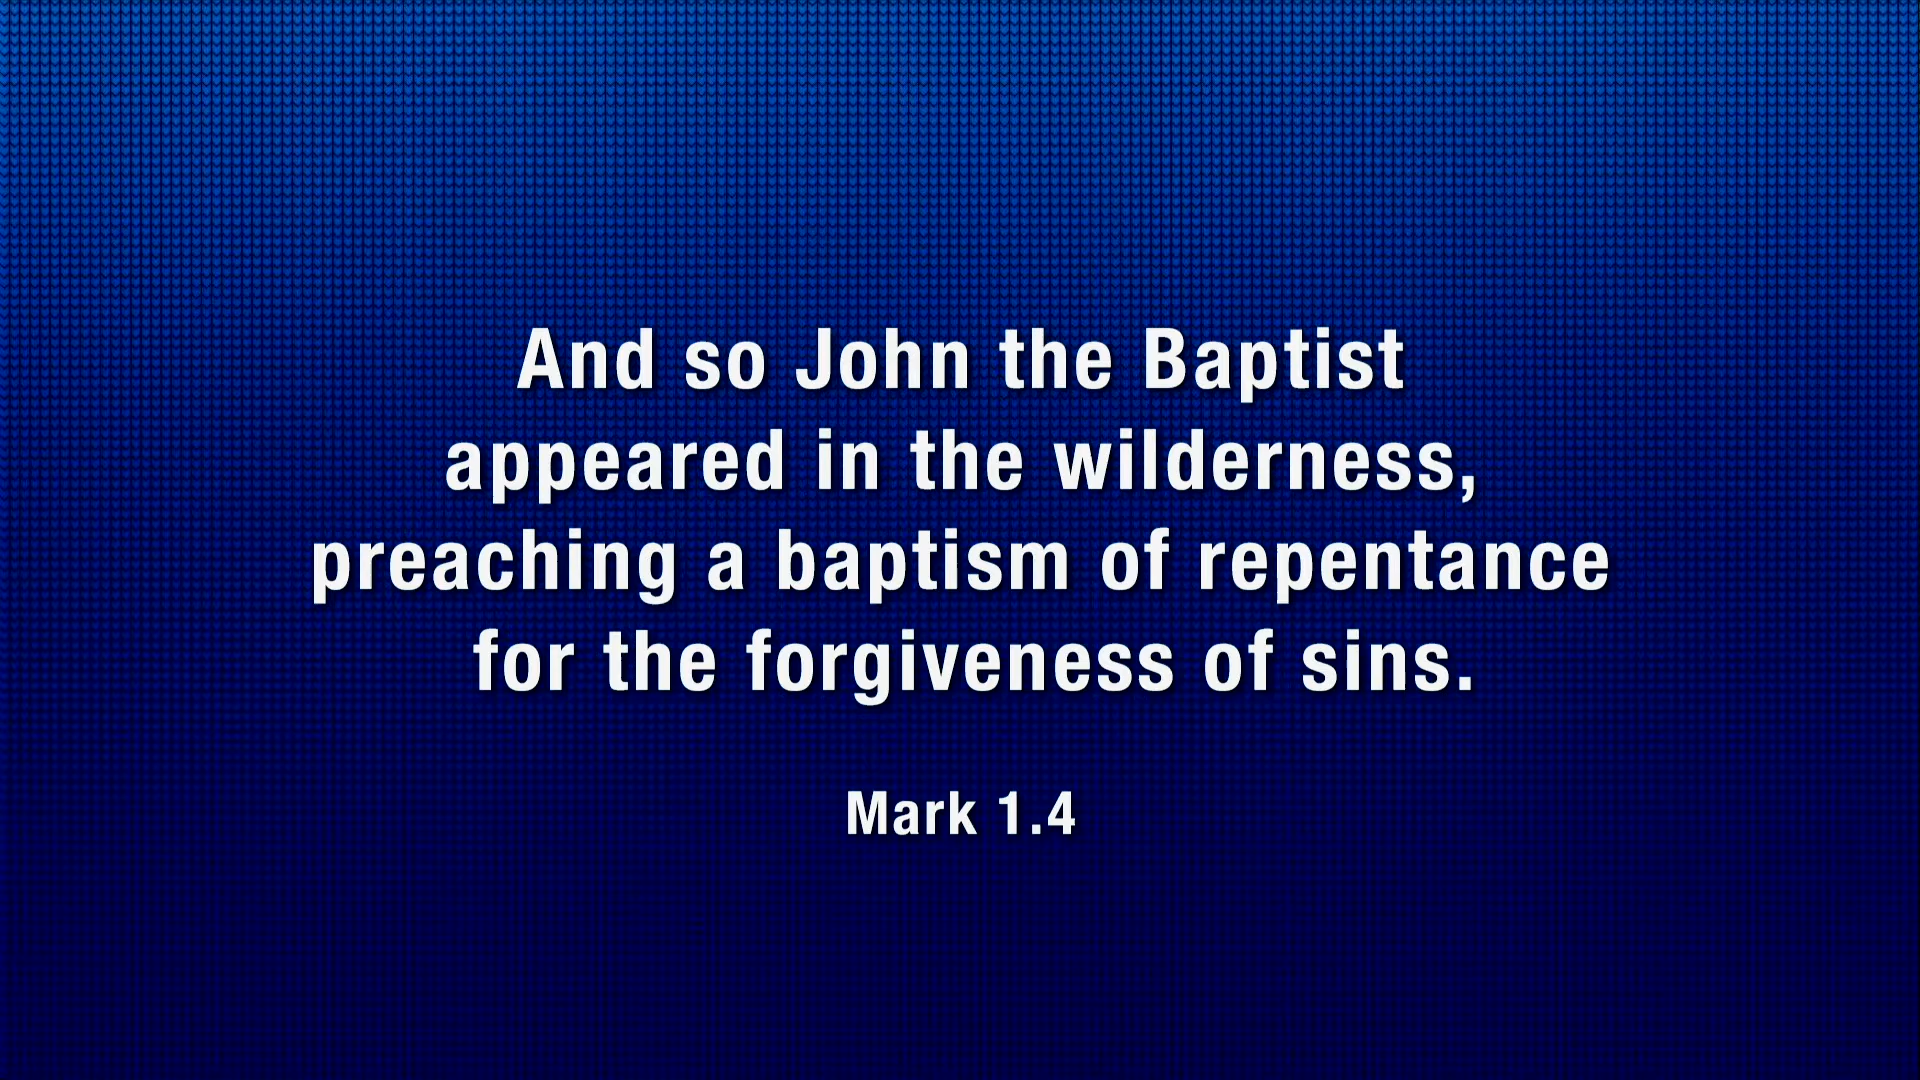 And so John the Baptist
appeared in the wilderness,
preaching a baptism of repentance
for the forgiveness of sins.
Mark 1.4